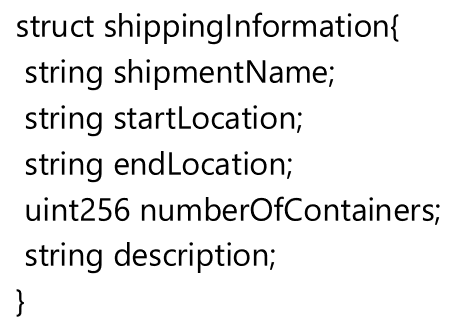 struct shippingInformation{
string shipmentName;
string startLocation;
string endLocation;
uint256 numberOfContainers;
string description;
}